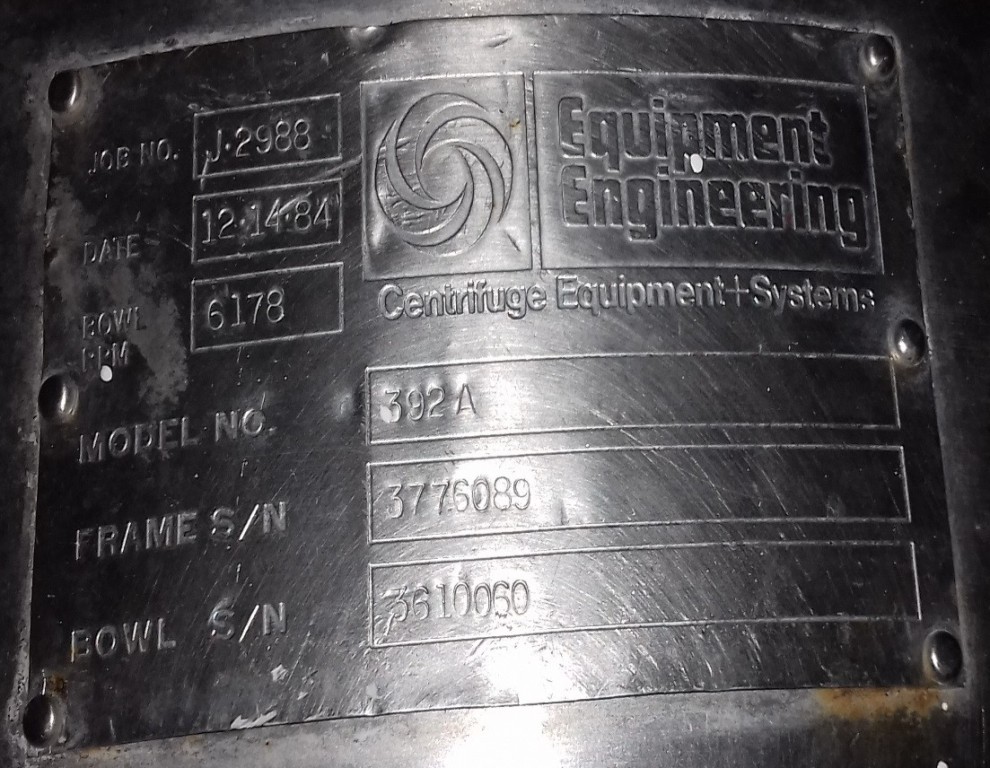 JOB NO. J-2988
Equipment
Engineering
DATE 12-14-84
Centrifuge Equipment+Systems
BOWL RPM 6178
MODEL NO. 392A
FRAME S/N 3776089
BOWL S/N 3610060